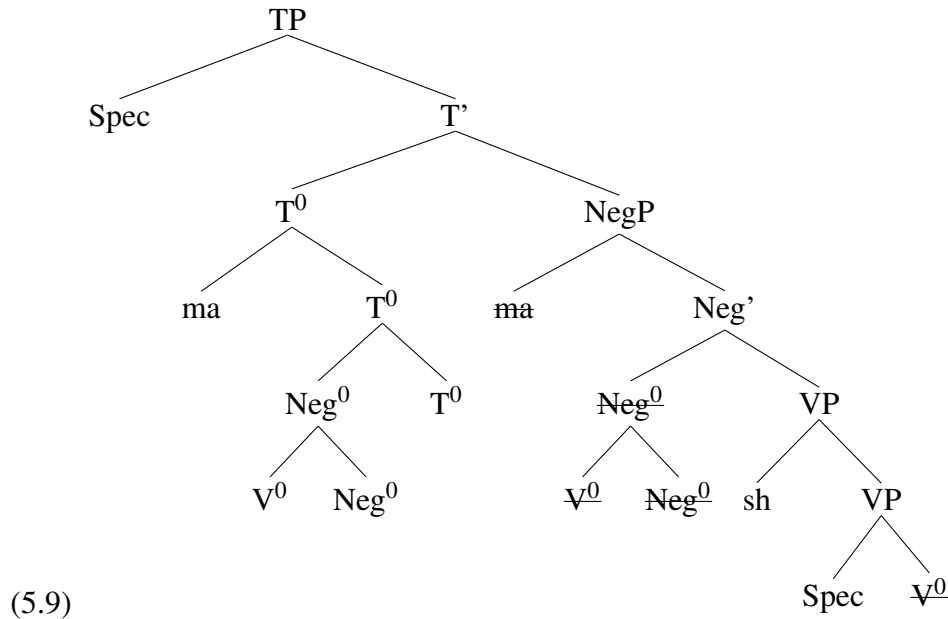 TP
Spec T’
T⁰ NegP
ma T⁰ ma Neg’
Neg⁰ T⁰ Neg⁰ VP
V⁰ Neg⁰ V⁰ Neg⁰ sh VP
(5.9) Spec V⁰